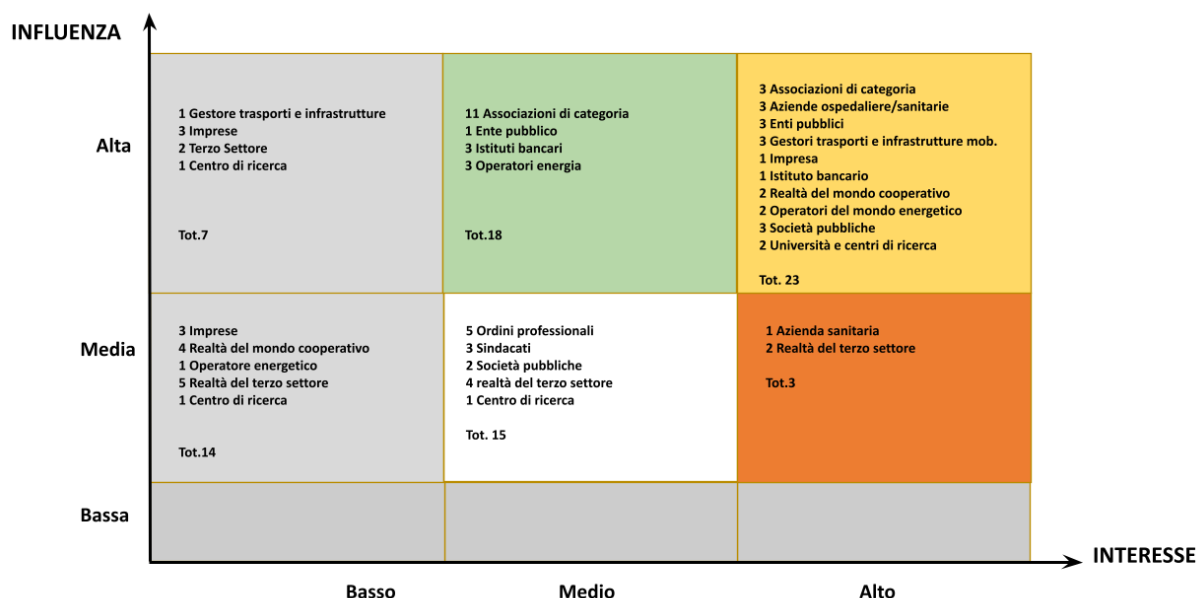 INFLUENZA
Alta
1 Gestore trasporti e infrastrutture
3 Imprese
2 Terzo Settore
1 Centro di ricerca
Tot.7
11 Associazioni di categoria
1 Ente pubblico
3 Istituti bancari
3 Operatori energia
Tot.18
3 Associazioni di categoria
3 Aziende ospedaliere/sanitarie
3 Enti pubblici
3 Gestori trasporti e infrastrutture mob.
1 Impresa
1 Istituto bancario
2 Realtà del mondo cooperativo
2 Operatori del mondo energetico
3 Società pubbliche
2 Università e centri di ricerca
Tot. 23
Media
3 Imprese
4 Realtà del mondo cooperativo
1 Operatore energetico
5 Realtà del terzo settore
1 Centro di ricerca
Tot.14
5 Ordini professionali
3 Sindacati
2 Società pubbliche
4 realtà del terzo settore
1 Centro di ricerca
Tot. 15
1 Azienda sanitaria
2 Realtà del terzo settore
Tot.3
Bassa
INTERESSE
Basso
Medio
Alto